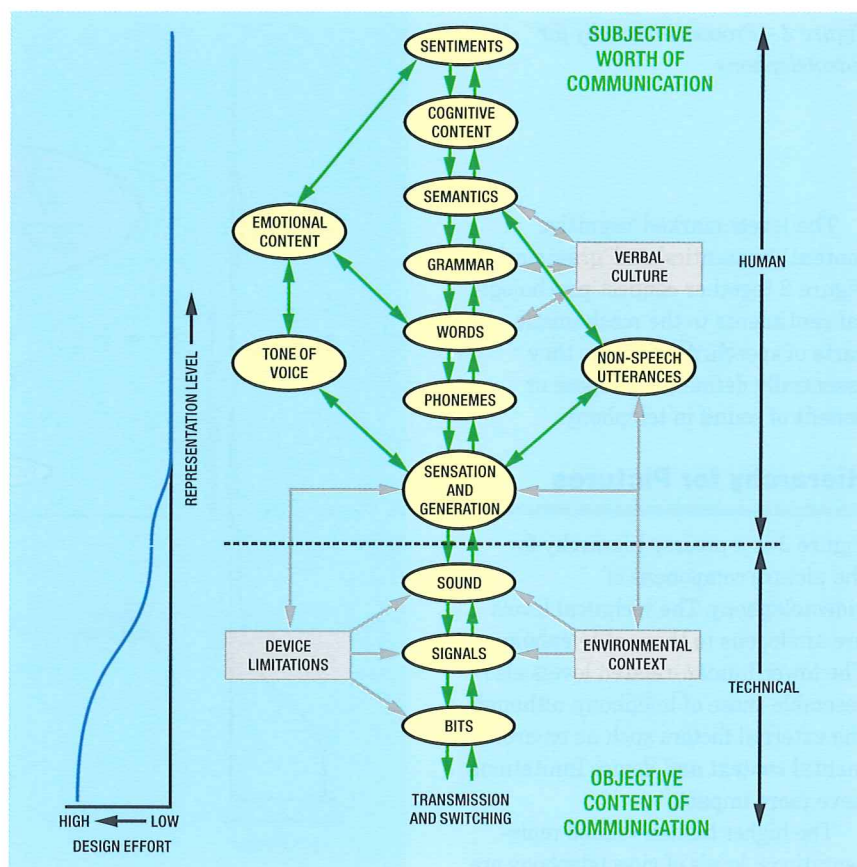 SUBJECTIVE
WORTH OF
COMMUNICATION
SENTIMENTS
COGNITIVE
CONTENT
SEMANTICS
EMOTIONAL
CONTENT
GRAMMAR
VERBAL
CULTURE
HUMAN
WORDS
TONE OF
VOICE
NON-SPEECH
UTTERANCES
PHONEMES
REPRESENTATION LEVEL
SENSATION
AND
GENERATION
SOUND
DEVICE
LIMITATIONS
SIGNALS
ENVIRONMENTAL
CONTEXT
TECHNICAL
BITS
TRANSMISSION
AND SWITCHING
OBJECTIVE
CONTENT OF
COMMUNICATION
HIGH LOW
DESIGN EFFORT